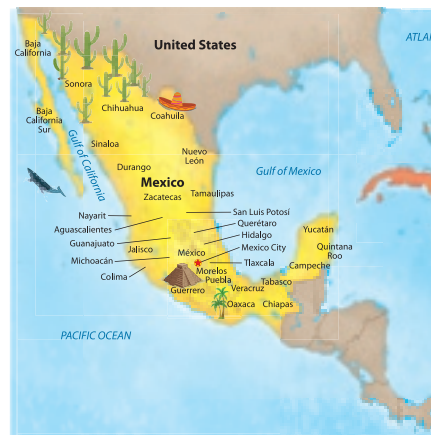 ATLA
Baja
California
United States
Sonora
Chihuahua
Coahuila
Baja
California
Sur
Gulf of California
Sinaloa
Nuevo
León
Durango
Gulf of Mexico
Mexico
Zacatecas
Tamaulipas
Nayarit
San Luis Potosí
Aguascalientes
Querétaro
Yucatán
Guanajuato
Hidalgo
Jalisco
México
Mexico City
Quintana
Roo
Michoacán
Tlaxcala
Campeche
Colima
Morelos
Puebla
Tabasco
Guerrero
Veracruz
Oaxaca
Chiapas
PACIFIC OCEAN